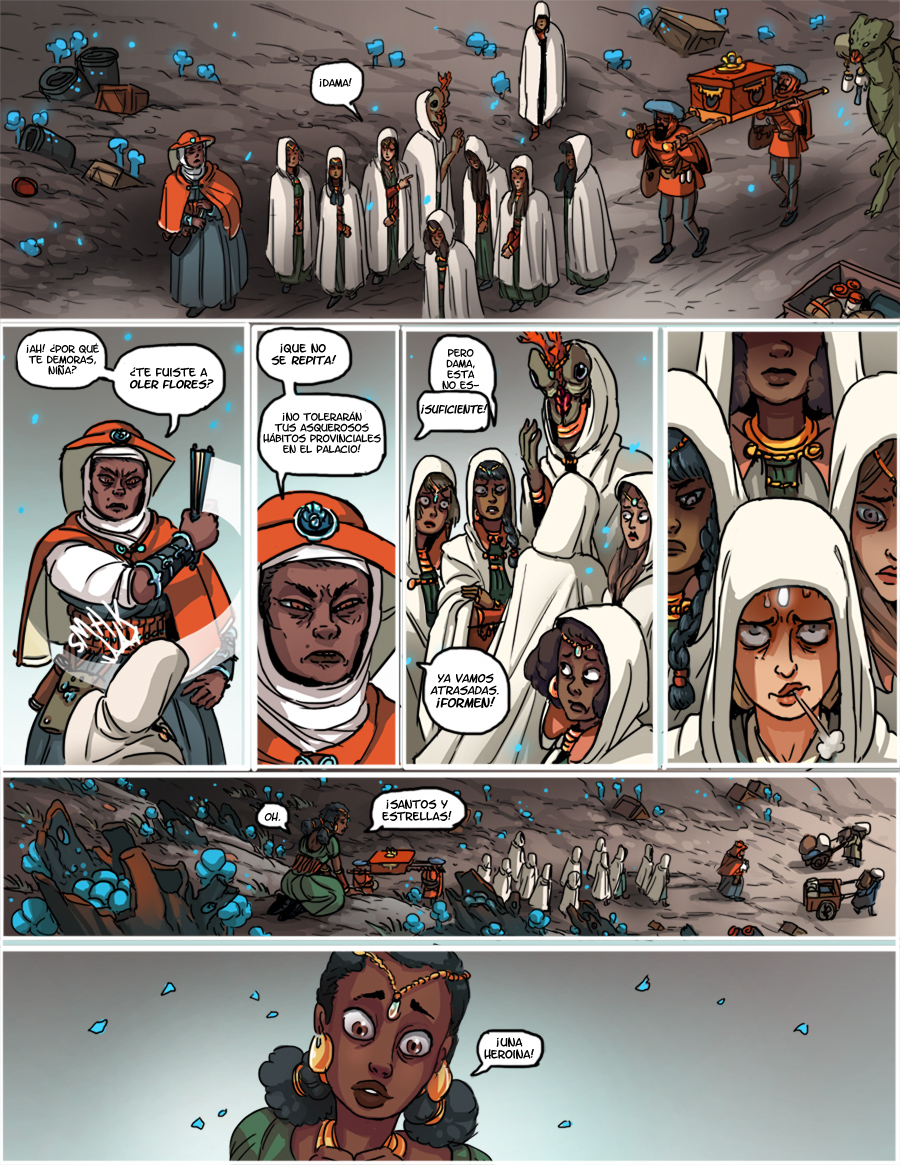 ¡DAMA!
¡AH! ¿POR QUÉ
TE DEMORAS,
NIÑA?
¿TE FUISTE A
OLER FLORES?
SMAK
¡QUE NO
SE REPITA!
¡NO TOLERARÁN
TUS ASQUEROSOS
HÁBITOS PROVINCIALES
EN EL PALACIO!
PERO
DAMA,
ESTA
NO ES-
¡SUFICIENTE!
YA VAMOS
ATRASADAS.
¡FORMEN!
OH.
¡SANTOS Y
ESTRELLAS!
¡UNA
HEROINA!